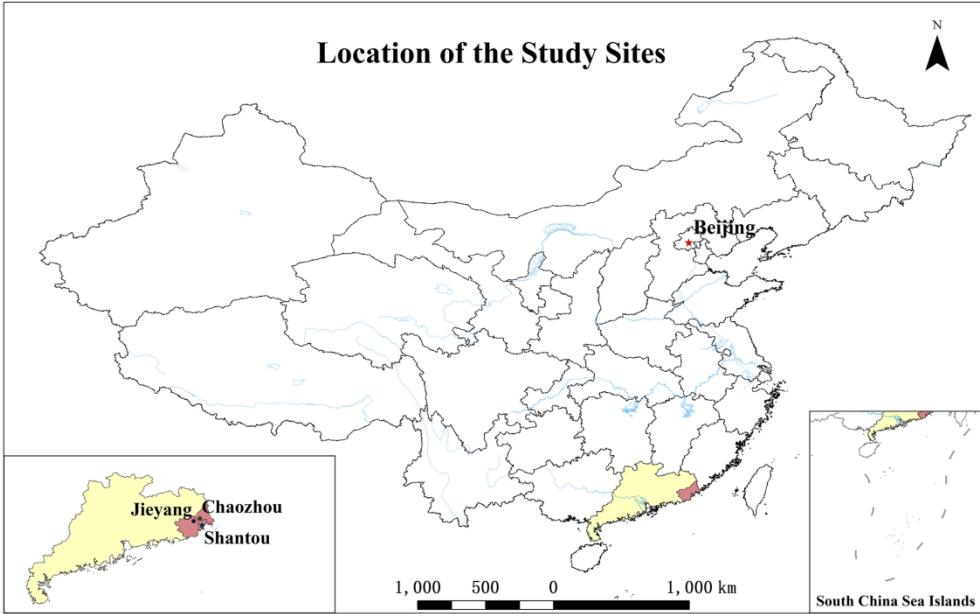 Location of the Study Sites
N
Beijing
Jieyang
Chaozhou
Shantou
1,000 500 0 1,000 km
South China Sea Islands